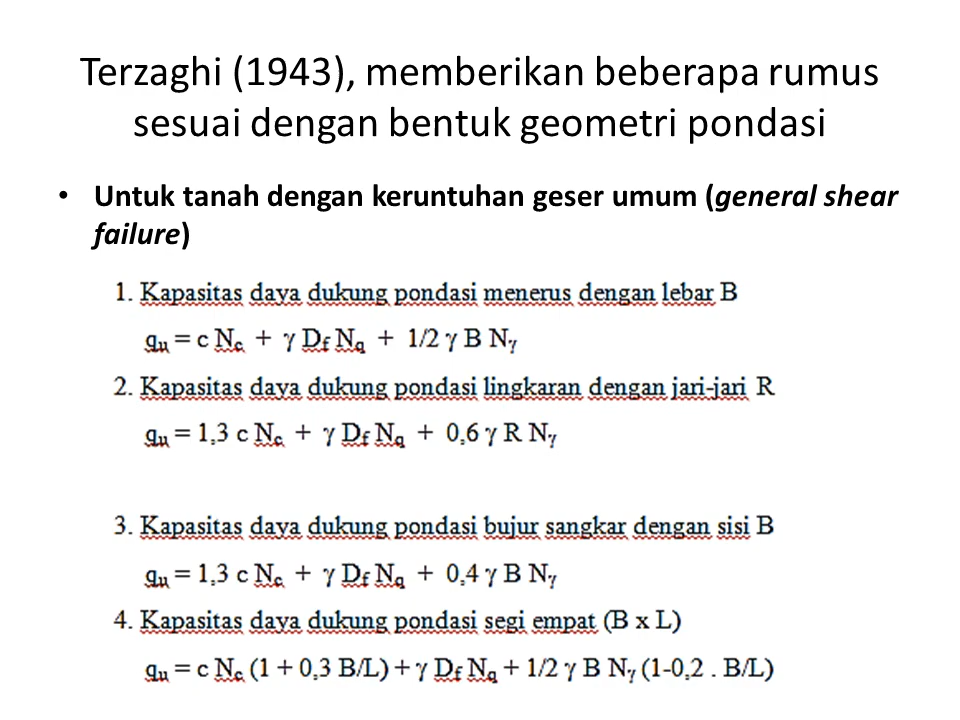 Terzaghi (1943), memberikan beberapa rumus
sesuai dengan bentuk geometri pondasi
• Untuk tanah dengan keruntuhan geser umum (general shear
failure)
1. Kapasitas daya dukung pondasi menerus dengan lebar B
qu = c Nc + γ Df Nq + 1/2 γ B Nγ
2. Kapasitas daya dukung pondasi lingkaran dengan jari-jari R
qu = 1,3 c Nc + γ Df Nq + 0,6 γ R Nγ
3. Kapasitas daya dukung pondasi bujur sangkar dengan sisi B
qu = 1,3 c Nc + γ Df Nq + 0,4 γ B Nγ
4. Kapasitas daya dukung pondasi segi empat (B x L)
qu = c Nc (1 + 0,3 B/L) + γ Df Nq + 1/2 γ B Nγ (1-0,2 . B/L)